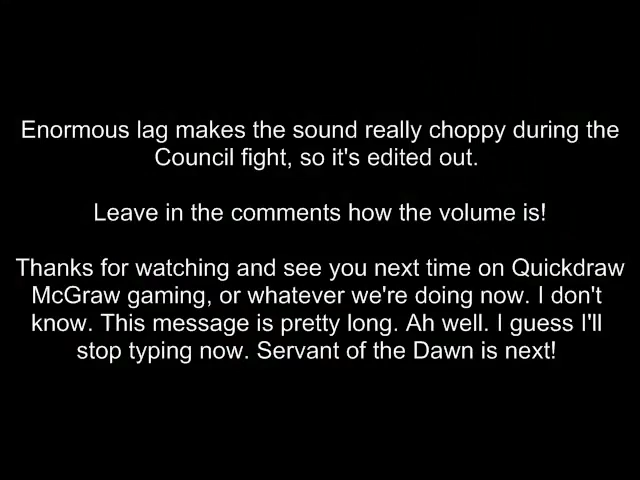 Enormous lag makes the sound really choppy during the
Council fight, so it's edited out.
Leave in the comments how the volume is!
Thanks for watching and see you next time on Quickdraw
McGraw gaming, or whatever we're doing now. I don't
know. This message is pretty long. Ah well. I guess I'll
stop typing now. Servant of the Dawn is next!